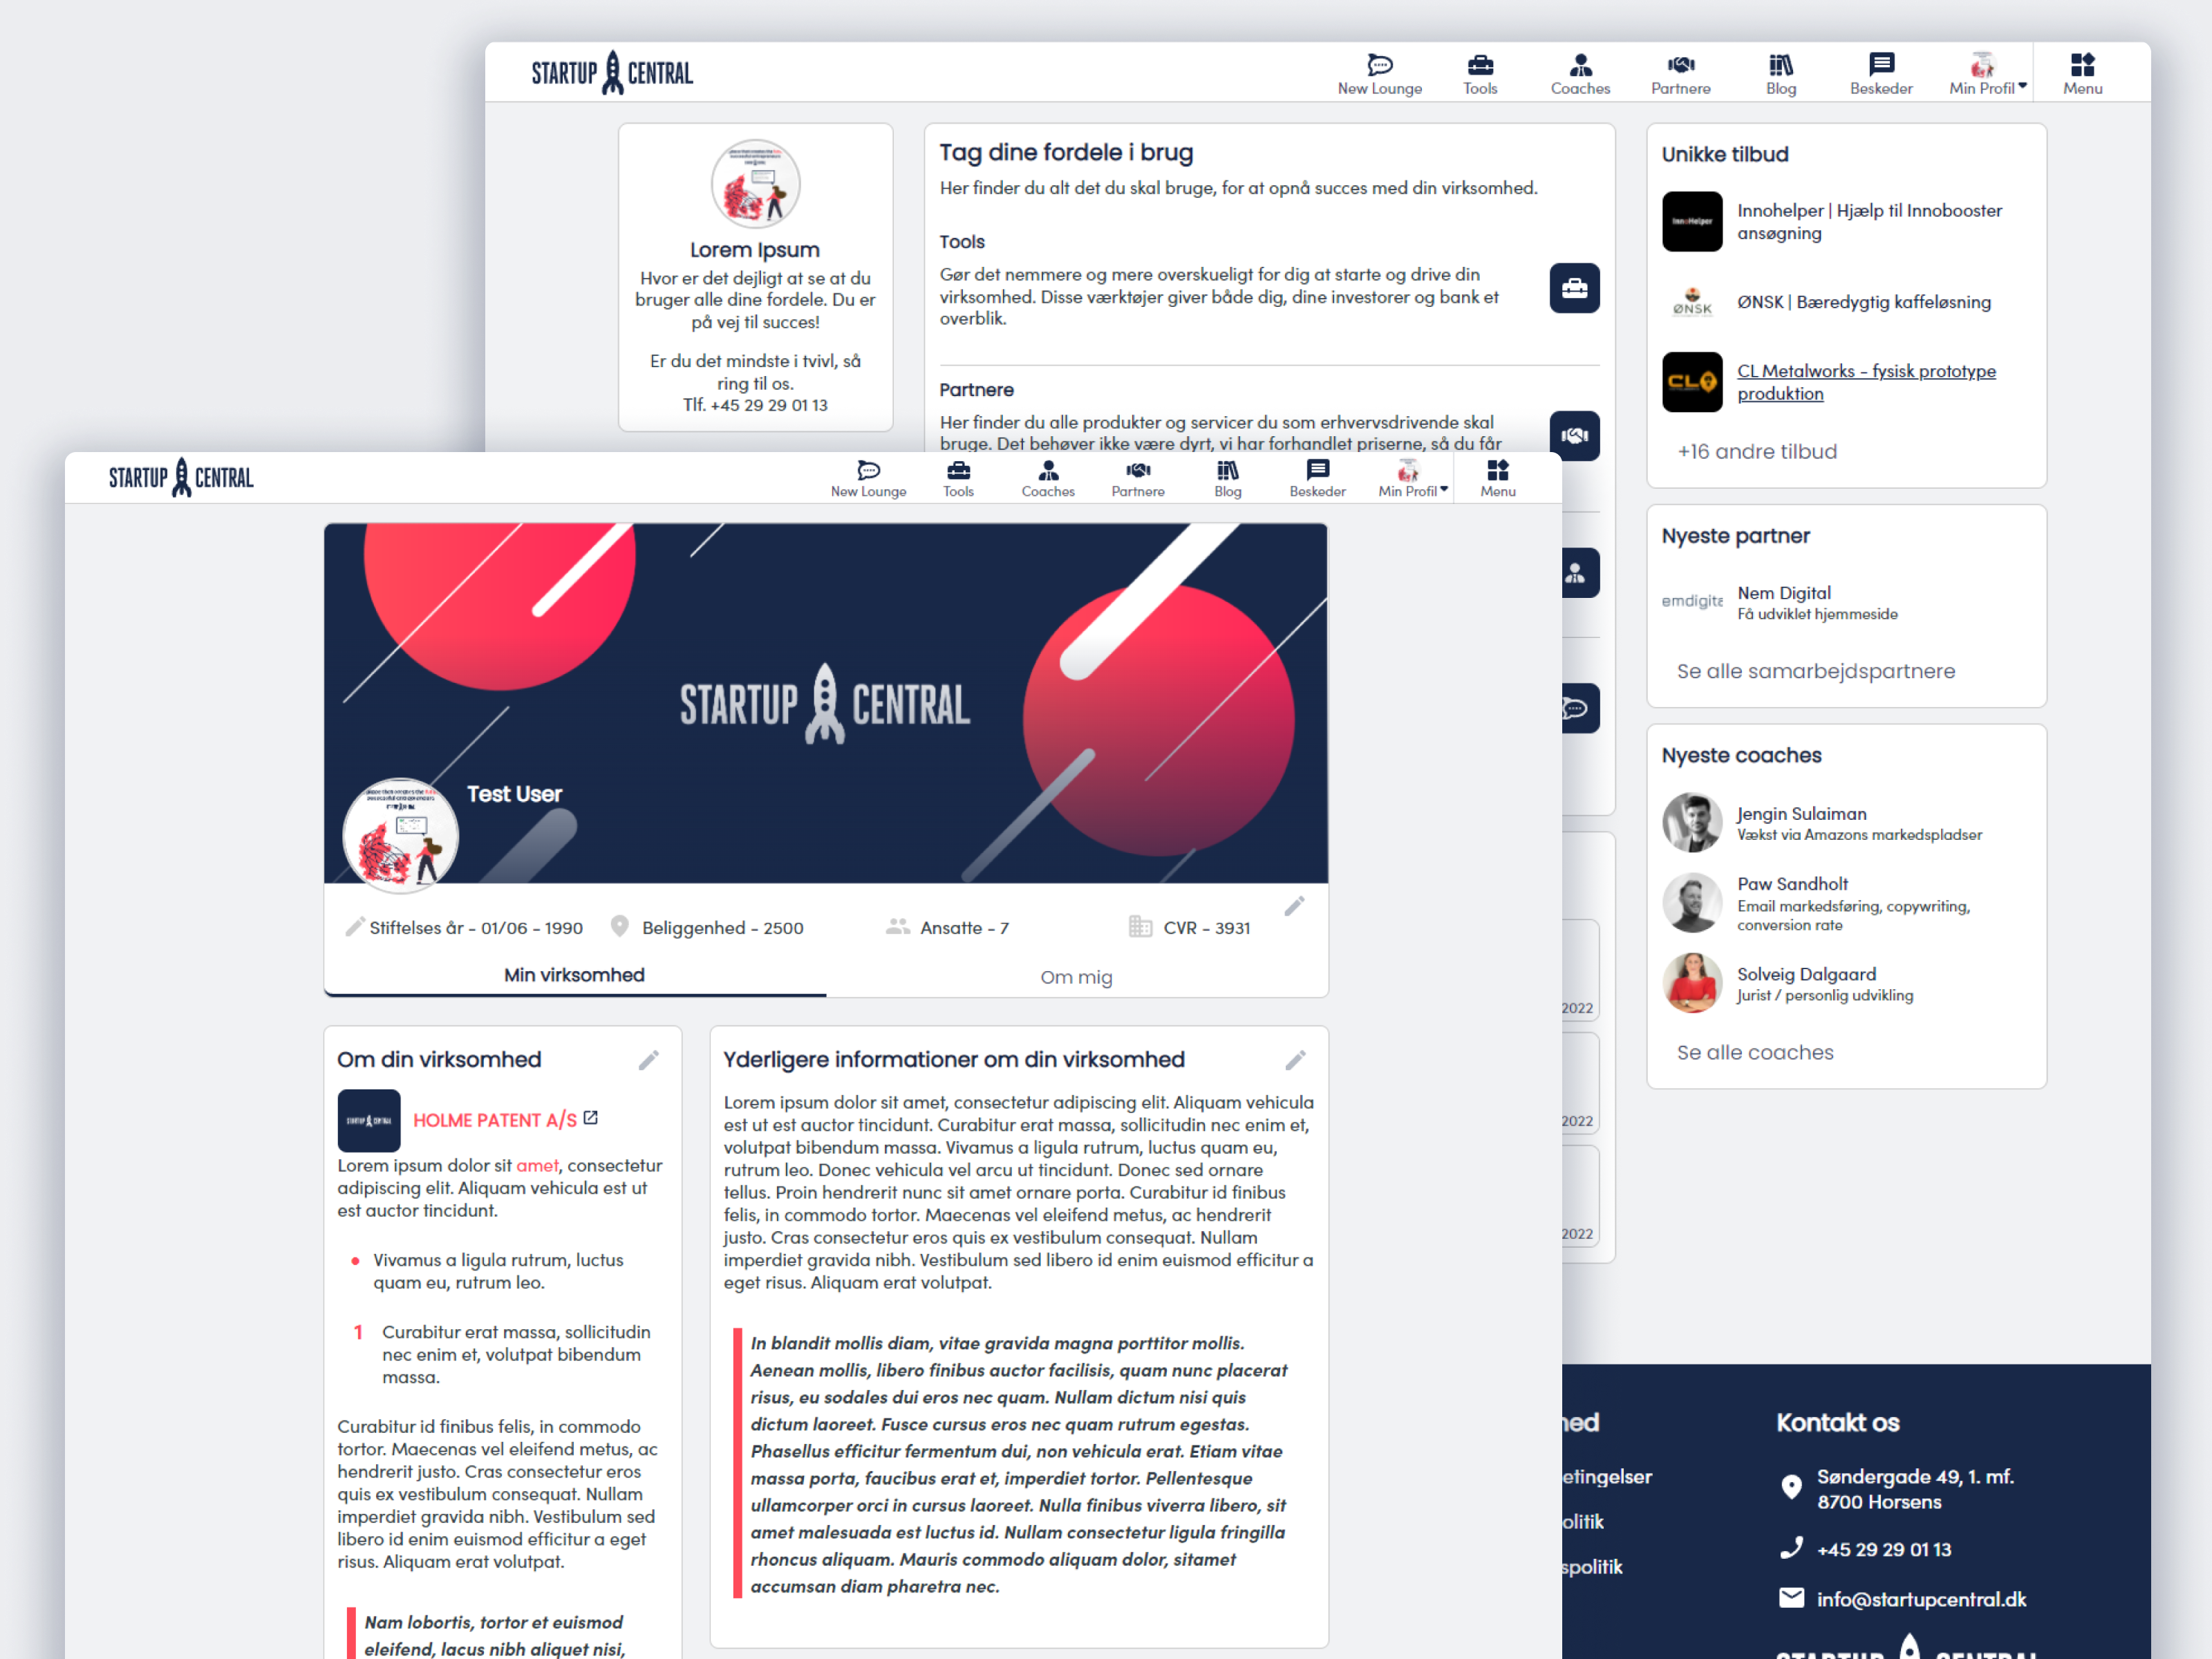 STARTUP CENTRAL
New Lounge
Tools
Coaches
Partnere
Blog
Beskeder
Min Profil
Menu
Lorem Ipsum
Hvor er det dejligt at se at du
bruger alle dine fordele. Du er
på vej til succes!
Er du det mindste i tvivl, så
ring til os.
Tlf. +45 29 29 01 13
Tag dine fordele i brug
Her finder du alt det du skal bruge, for at opnå succes med din virksomhed.
Tools
Gør det nemmere og mere overskueligt for dig at starte og drive din
virksomhed. Disse værktøjer giver både dig, dine investorer og bank et
overblik.
Partnere
Her finder du alle produkter og servicer du som erhvervsdrivende skal
bruge. Det behøver ikke være dyrt, vi har forhandlet priserne, så du får
2022
2022
2022
Unikke tilbud
InnoHelper
Innohelper | Hjælp til Innobooster
ansøgning
ØNSK
ØNSK | Bæredygtig kaffeløsning
CL
CL Metalworks - fysisk prototype
produktion
+16 andre tilbud
Nyeste partner
emdigita
Nem Digital
Få udviklet hjemmeside
Se alle samarbejdspartnere
Nyeste coaches
Jengin Sulaiman
Vækst via Amazons markedspladser
Paw Sandholt
Email markedsføring, copywriting,
conversion rate
Solveig Dalgaard
Jurist / personlig udvikling
Se alle coaches
etingelser
olitik
spolitik
Kontakt os
Søndergade 49, 1. mf.
8700 Horsens
+45 29 29 01 13
info@startupcentral.dk
STARTUP CENTRAL
STARTUP CENTRAL
New Lounge
Tools
Coaches
Partnere
Blog
Beskeder
Min Profil
Menu
STARTUP CENTRAL
Test User
Stiftelses år - 01/06 - 1990
Beliggenhed - 2500
Ansatte - 7
CVR - 3931
Min virksomhed
Om mig
Om din virksomhed
STARTUP CENTRAL
HOLME PATENT A/S
Lorem ipsum dolor sit amet, consectetur
adipiscing elit. Aliquam vehicula est ut
est auctor tincidunt.
• Vivamus a ligula rutrum, luctus
quam eu, rutrum leo.
1 Curabitur erat massa, sollicitudin
nec enim et, volutpat bibendum
massa.
Curabitur id finibus felis, in commodo
tortor. Maecenas vel eleifend metus, ac
hendrerit justo. Cras consectetur eros
quis ex vestibulum consequat. Nullam
imperdiet gravida nibh. Vestibulum sed
libero id enim euismod efficitur a eget
risus. Aliquam erat volutpat.
Nam lobortis, tortor et euismod
eleifend, lacus nibh aliquet nisi,
Yderligere informationer om din virksomhed
Lorem ipsum dolor sit amet, consectetur adipiscing elit. Aliquam vehicula
est ut est auctor tincidunt. Curabitur erat massa, sollicitudin nec enim et,
volutpat bibendum massa. Vivamus a ligula rutrum, luctus quam eu,
rutrum leo. Donec vehicula vel arcu ut tincidunt. Donec sed ornare
tellus. Proin hendrerit nunc sit amet ornare porta. Curabitur id finibus
felis, in commodo tortor. Maecenas vel eleifend metus, ac hendrerit
justo. Cras consectetur eros quis ex vestibulum consequat. Nullam
imperdiet gravida nibh. Vestibulum sed libero id enim euismod efficitur a
eget risus. Aliquam erat volutpat.
In blandit mollis diam, vitae gravida magna porttitor mollis.
Aenean mollis, libero finibus auctor facilisis, quam nunc placerat
risus, eu sodales dui eros nec quam. Nullam dictum nisi quis
dictum laoreet. Fusce cursus eros nec quam rutrum egestas.
Phasellus efficitur fermentum dui, non vehicula erat. Etiam vitae
massa porta, faucibus erat et, imperdiet tortor. Pellentesque
ullamcorper orci in cursus laoreet. Nulla finibus viverra libero, sit
amet malesuada est luctus id. Nullam consectetur ligula fringilla
rhoncus aliquam. Mauris commodo aliquam dolor, sitamet
accumsan diam pharetra nec.